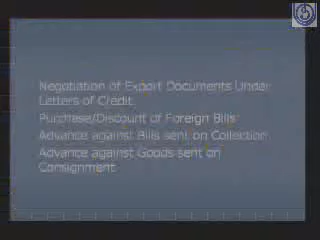 Negotiation of Export Documents Under
Letters of Credit
Purchase/Discount of Foreign Bills
Advance against Bills sent on Collection
Advance against Goods sent on
Consignment